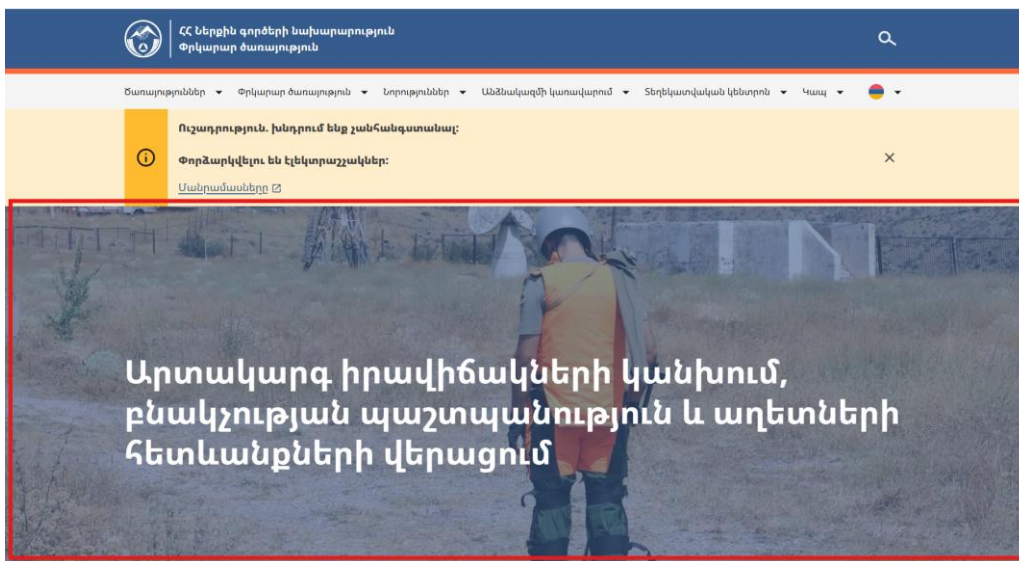 ՀՀ Ներքին գործերի նախարարություն
Փրկարար ծառայություն
Ծառայություններ Փրկարար ծառայություն Նորություններ Անձնակազմի կառավարում Տեղեկատվական կենտրոն Կապ
Ուշադրություն. խնդրում ենք չանհանգստանալ:
Փորձարկվելու են էլեկտրաշչակներ:
Մանրամասները
Արտակարգ իրավիճակների կանխում,
բնակչության պաշտպանություն և աղետների
հետևանքների վերացում